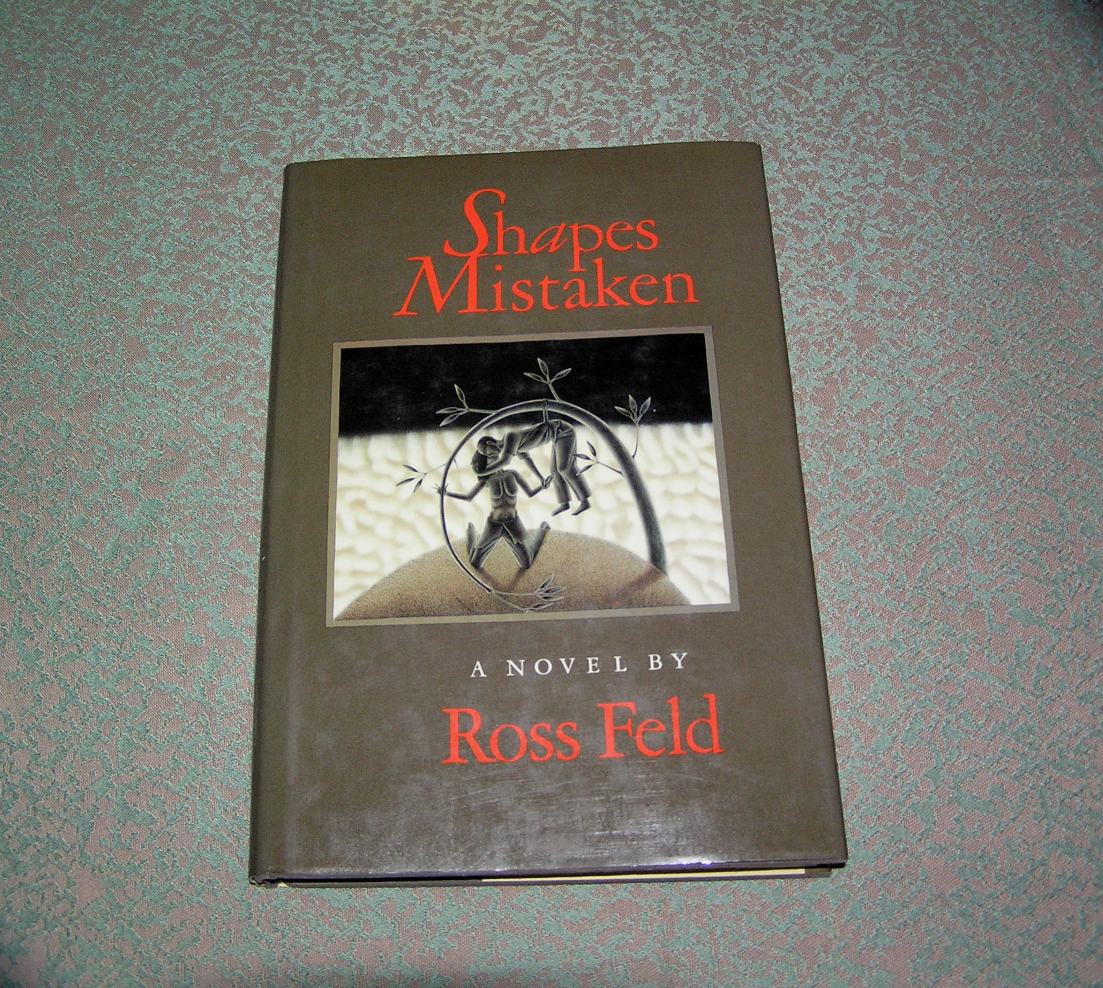 Shapes
Mistaken
A NOVEL BY
Ross Feld